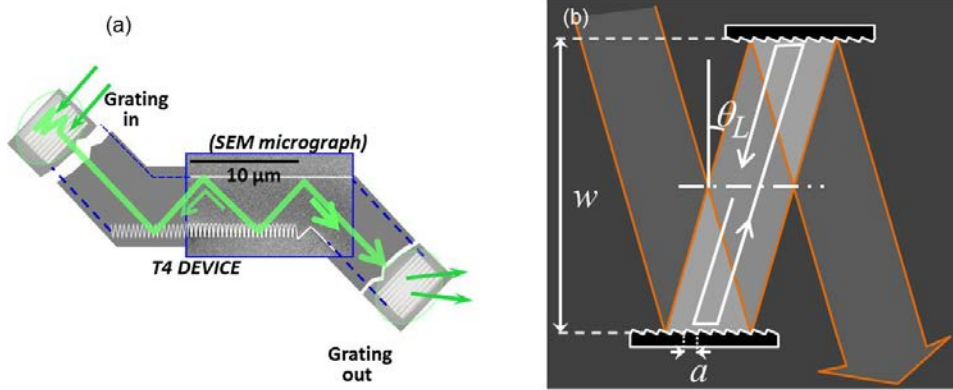 (a)
Grating
in
(SEM micrograph)
10 μm
T4 DEVICE
Grating
out
(b)
θL
w
a